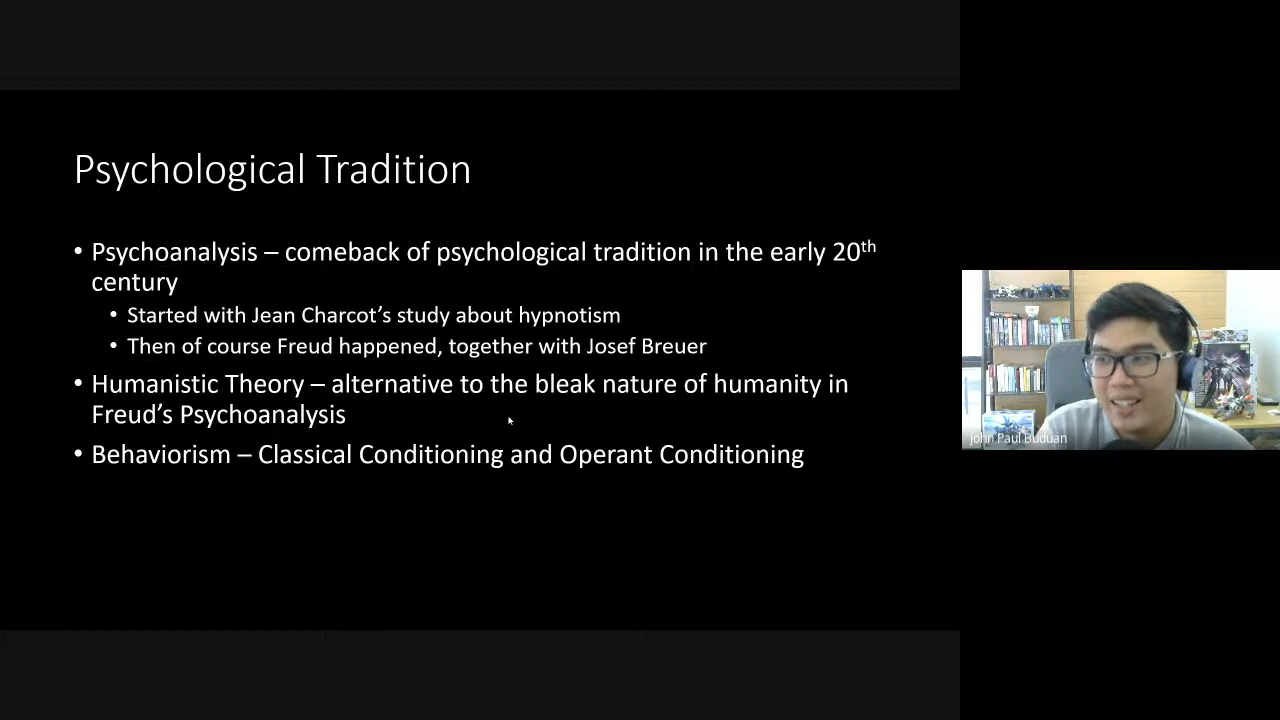 Psychological Tradition
• Psychoanalysis – comeback of psychological tradition in the early 20th
century
• Started with Jean Charcot's study about hypnotism
• Then of course Freud happened, together with Josef Breuer
• Humanistic Theory – alternative to the bleak nature of humanity in
Freud's Psychoanalysis
• Behaviorism – Classical Conditioning and Operant Conditioning
John Paul Buduan